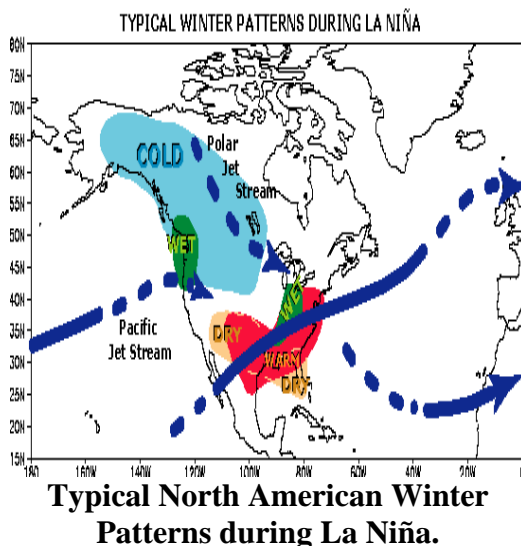 TYPICAL WINTER PATTERNS DURING LA NIÑA
80N
75N
70N
65N
60N
55N
50N
45N
40N
35N
30N
25N
20N
15N
COLD
Polar
Jet
Stream
WET
WET
Pacific
Jet Stream
DRY
WARM
DRY
180
160W
140W
120W
100W
80W
60W
40W
20W
0
Typical North American Winter
Patterns during La Niña.